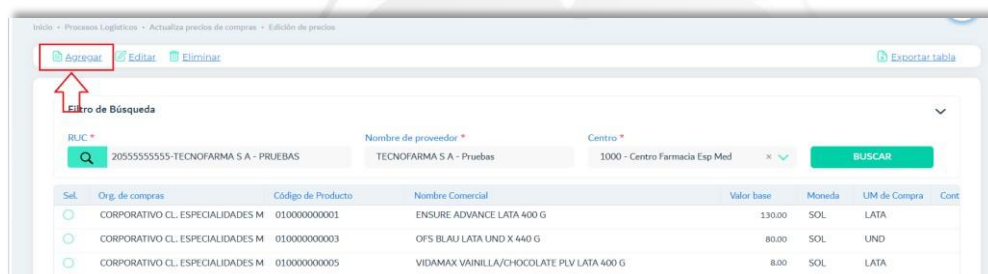 Inicio • Procesos Logísticos • Actualiza precios de compras • Edición de precios
Agregar Editar Eliminar Exportar tabla
Filtro de Búsqueda
RUC * Nombre de proveedor * Centro *
20555555555-TECNOFARMA S A - PRUEBAS TECNOFARMA S A - Pruebas 1000 - Centro Farmacia Esp Med × BUSCAR
Sel. Org. de compras Código de Producto Nombre Comercial Valor base Moneda UM de Compra Cont
CORPORATIVO CL. ESPECIALIDADES M 010000000001 ENSURE ADVANCE LATA 400 G 130.00 SOL LATA
CORPORATIVO CL. ESPECIALIDADES M 010000000003 OFS BLAU LATA UND X 440 G 80.00 SOL UND
CORPORATIVO CL. ESPECIALIDADES M 010000000005 VIDAMAX VAINILLA/CHOCOLATE PLV LATA 400 G 8.00 SOL LATA